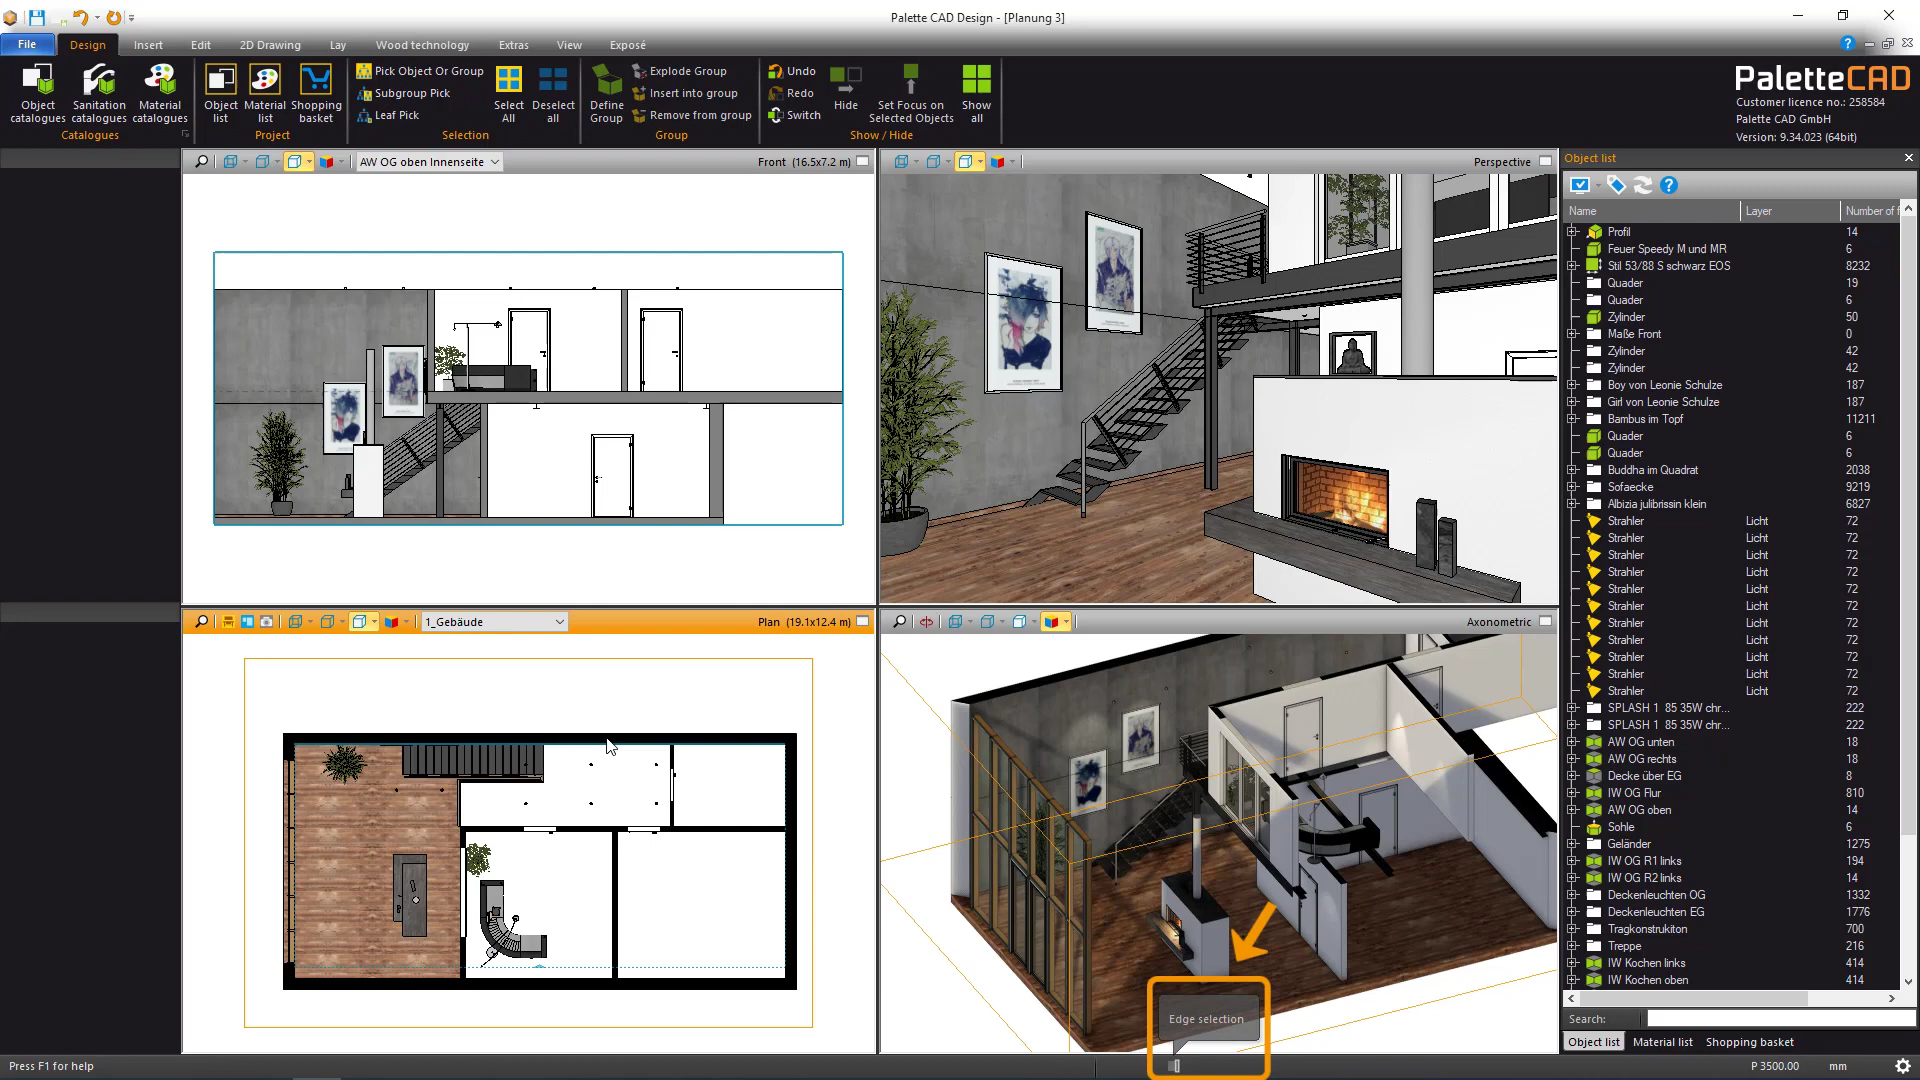 Palette CAD Design - [Planung 3]
File
Design
Insert
Edit
2D Drawing
Lay
Wood technology
Extras
View
Exposé
Object catalogues
Sanitation catalogues
Material catalogues
Catalogues
Object list
Material list
Shopping basket
Project
Pick Object Or Group
Subgroup Pick
Leaf Pick
Select All
Deselect all
Selection
Define Group
Explode Group
Insert into group
Remove from group
Group
Undo
Redo
Switch
Hide
Set Focus on Selected Objects
Show all
Show / Hide
PaletteCAD
Customer licence no.: 258584
Palette CAD GmbH
Version: 9.34.023 (64bit)
AW OG oben Innenseite
Front (16.5x7.2 m)
Perspective
1_Gebäude
Plan (19.1x12.4 m)
Axonometric
Edge selection
Object list
Name Layer Number of f
Profil 14
Feuer Speedy M und MR 6
Stil 53/88 S schwarz EOS 8232
Quader 19
Quader 6
Zylinder 50
Maße Front 0
Zylinder 42
Zylinder 42
Boy von Leonie Schulze 187
Girl von Leonie Schulze 187
Bambus im Topf 11211
Quader 6
Quader 6
Buddha im Quadrat 2038
Sofaecke 9219
Albizia julibrissin klein 6827
Strahler Licht 72
Strahler Licht 72
Strahler Licht 72
Strahler Licht 72
Strahler Licht 72
Strahler Licht 72
Strahler Licht 72
Strahler Licht 72
Strahler Licht 72
Strahler Licht 72
Strahler Licht 72
SPLASH 1 85 35W chr... 222
SPLASH 1 85 35W chr... 222
AW OG unten 18
AW OG rechts 18
Decke über EG 8
IW OG Flur 810
AW OG oben 14
Sohle 6
Geländer 1275
IW OG R1 links 194
IW OG R2 links 14
Deckenleuchten OG 1332
Deckenleuchten EG 1776
Tragkonstrukiton 700
Treppe 216
IW Kochen links 414
IW Kochen oben 414
Search:
Object list
Material list
Shopping basket
Press F1 for help
P 3500.00
mm